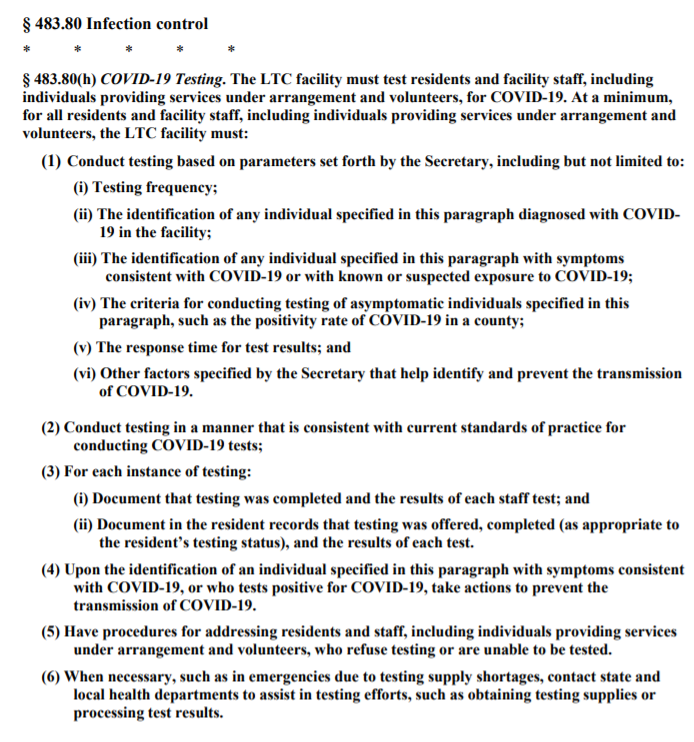 § 483.80 Infection control
* * * * *
§ 483.80(h) COVID-19 Testing. The LTC facility must test residents and facility staff, including
individuals providing services under arrangement and volunteers, for COVID-19. At a minimum,
for all residents and facility staff, including individuals providing services under arrangement and
volunteers, the LTC facility must:
(1) Conduct testing based on parameters set forth by the Secretary, including but not limited to:
(i) Testing frequency;
(ii) The identification of any individual specified in this paragraph diagnosed with COVID-
19 in the facility;
(iii) The identification of any individual specified in this paragraph with symptoms
consistent with COVID-19 or with known or suspected exposure to COVID-19;
(iv) The criteria for conducting testing of asymptomatic individuals specified in this
paragraph, such as the positivity rate of COVID-19 in a county;
(v) The response time for test results; and
(vi) Other factors specified by the Secretary that help identify and prevent the transmission
of COVID-19.
(2) Conduct testing in a manner that is consistent with current standards of practice for
conducting COVID-19 tests;
(3) For each instance of testing:
(i) Document that testing was completed and the results of each staff test; and
(ii) Document in the resident records that testing was offered, completed (as appropriate to
the resident’s testing status), and the results of each test.
(4) Upon the identification of an individual specified in this paragraph with symptoms consistent
with COVID-19, or who tests positive for COVID-19, take actions to prevent the
transmission of COVID-19.
(5) Have procedures for addressing residents and staff, including individuals providing services
under arrangement and volunteers, who refuse testing or are unable to be tested.
(6) When necessary, such as in emergencies due to testing supply shortages, contact state and
local health departments to assist in testing efforts, such as obtaining testing supplies or
processing test results.